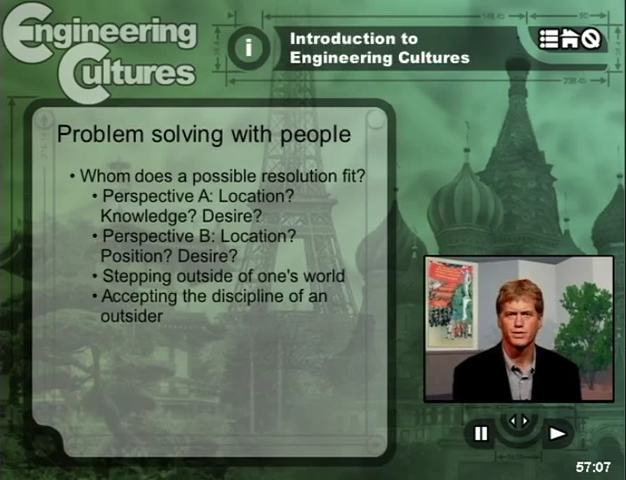 Engineering
Cultures
i
Introduction to
Engineering Cultures
Problem solving with people
• Whom does a possible resolution fit?
• Perspective A: Location?
Knowledge? Desire?
• Perspective B: Location?
Position? Desire?
• Stepping outside of one's world
• Accepting the discipline of an
outsider
57:07